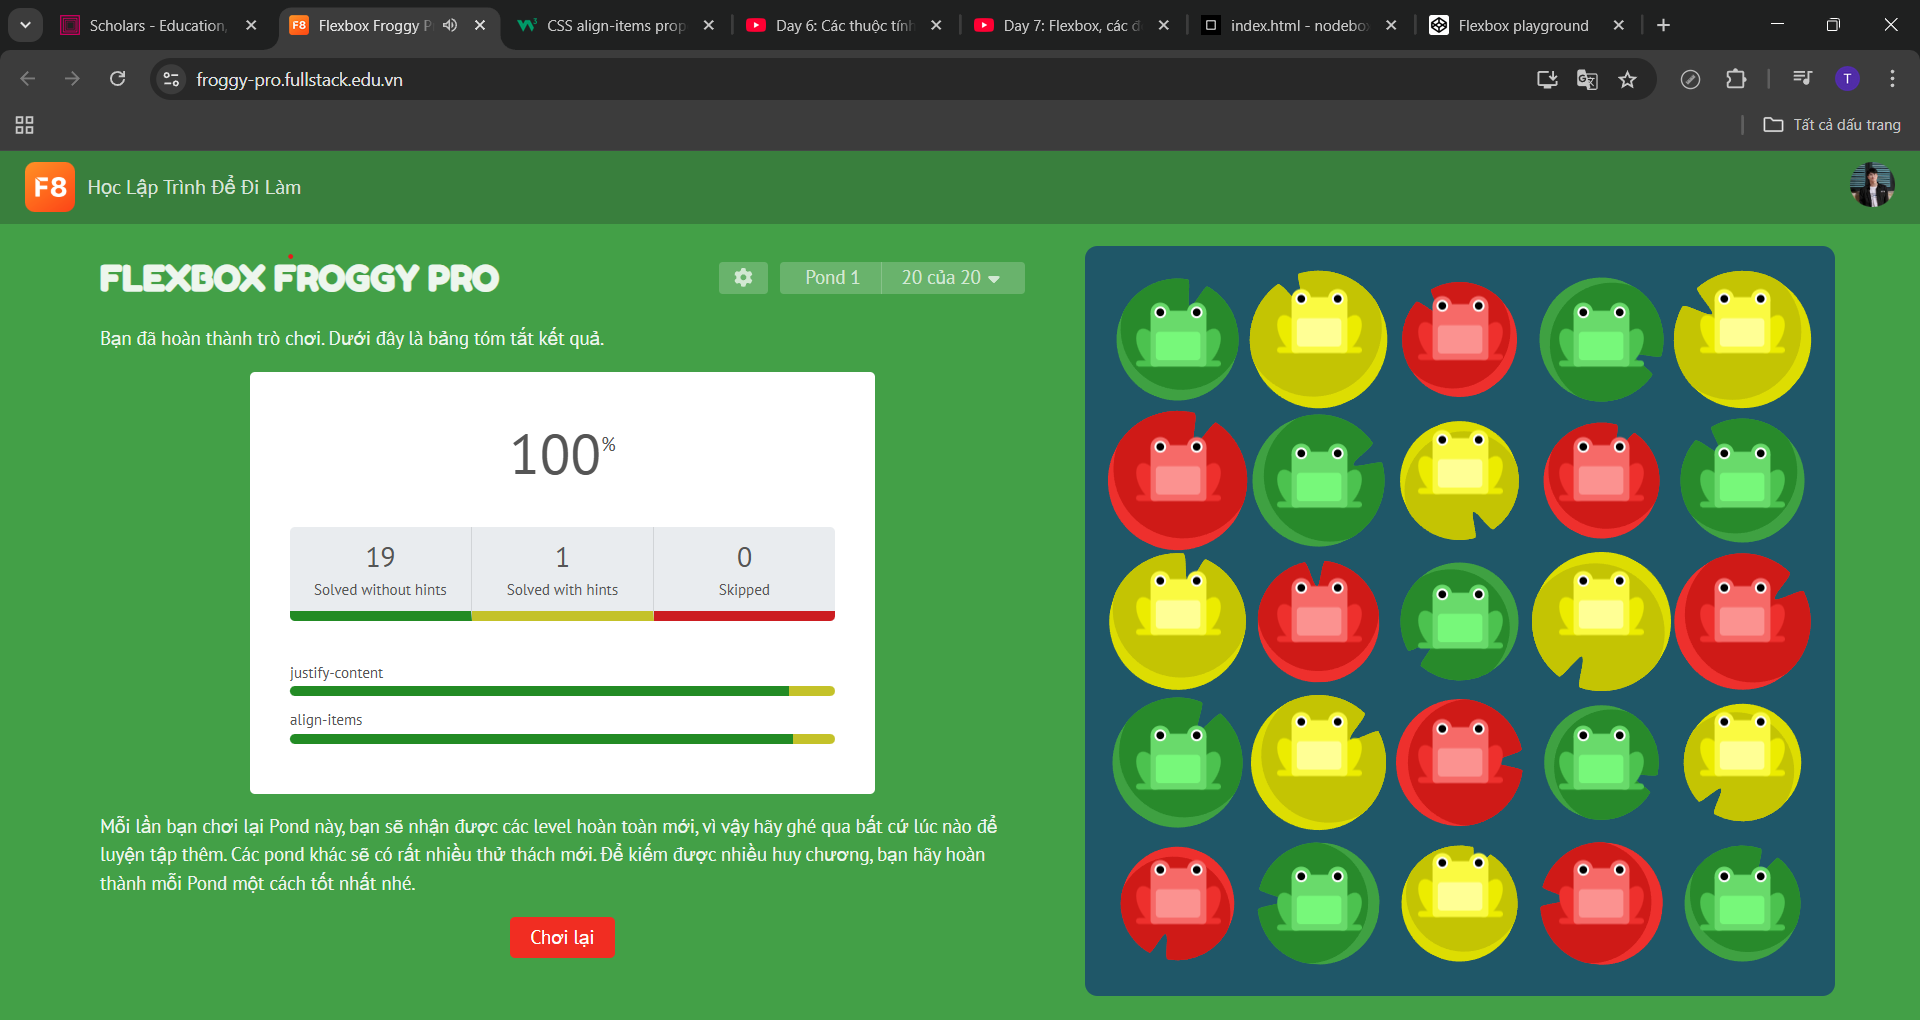 Scholars - Education,
Flexbox Froggy P
CSS align-items prop
Day 6: Các thuộc tính
Day 7: Flexbox, các đ
index.html - nodebox
Flexbox playground
froggy-pro.fullstack.edu.vn
T
Tất cả dấu trang
F8
Học Lập Trình Để Đi Làm
FLEXBOX FROGGY PRO
Pond 1
20 của 20
Bạn đã hoàn thành trò chơi. Dưới đây là bảng tóm tắt kết quả.
100%
19
Solved without hints
1
Solved with hints
0
Skipped
justify-content
align-items
Mỗi lần bạn chơi lại Pond này, bạn sẽ nhận được các level hoàn toàn mới, vì vậy hãy ghé qua bất cứ lúc nào để
luyện tập thêm. Các pond khác sẽ có rất nhiều thử thách mới. Để kiếm được nhiều huy chương, bạn hãy hoàn
thành mỗi Pond một cách tốt nhất nhé.
Chơi lại